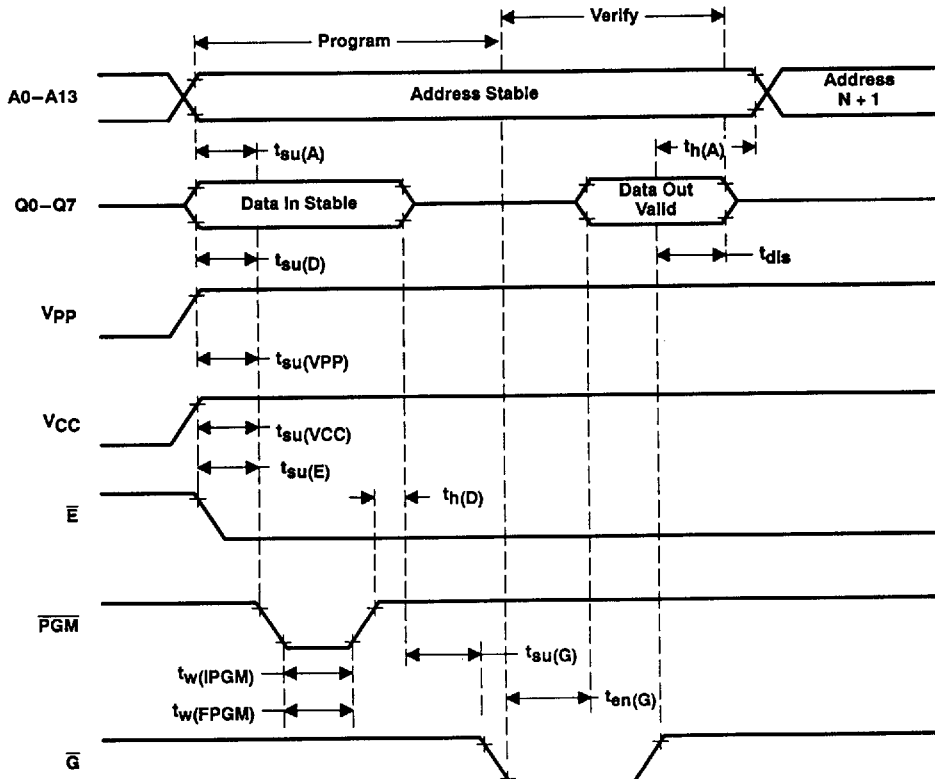 Verify
Program
A0–A13
Address Stable
Address
N + 1
tsu(A)
th(A)
Q0–Q7
Data In Stable
Data Out
Valid
tsu(D)
tdis
VPP
tsu(VPP)
VCC
tsu(VCC)
tsu(E)
th(D)
E
PGM
tsu(G)
tw(IPGM)
ten(G)
tw(FPGM)
G